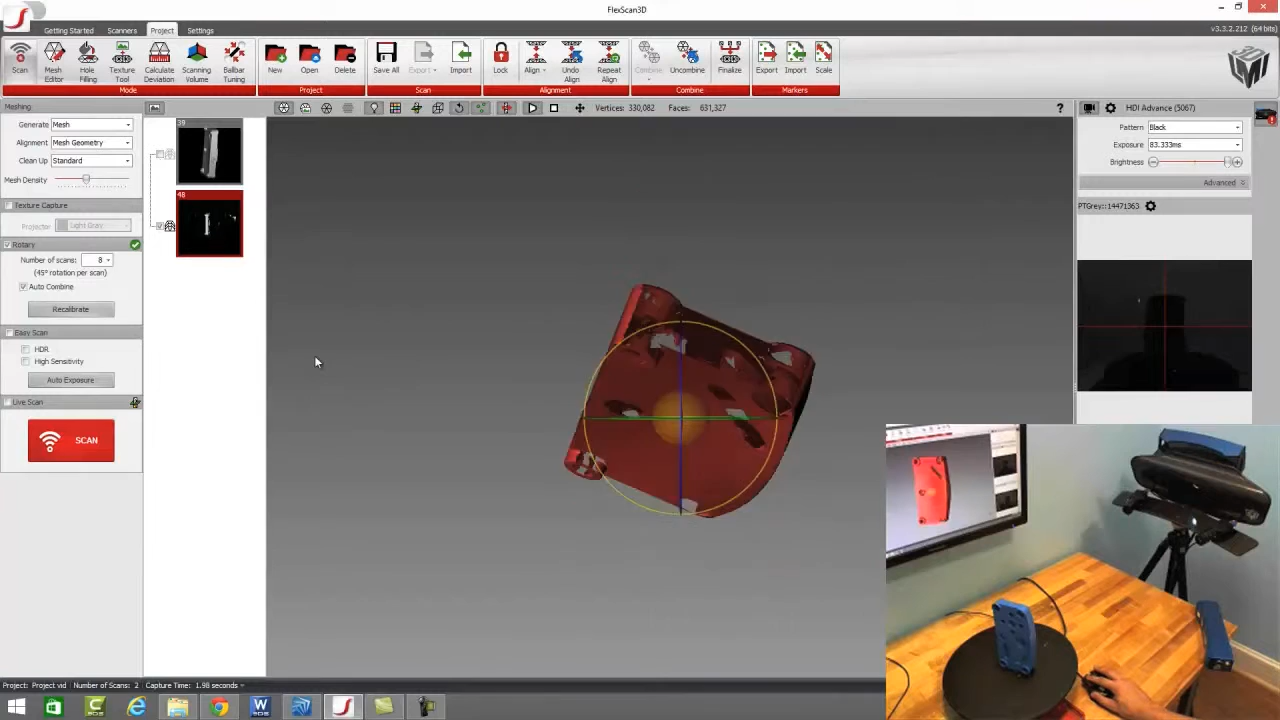 FlexScan3D
Getting Started Scanners Project Settings
v3.3.2.212 (64 bits)
Scan Mesh Editor Hole Filling Texture Tool Calculate Deviation Scanning Volume Ballbar Tuning
New Open Delete
Save All Export Import
Lock Align Undo Align Repeat Align
Combine Uncombine Finalize
Export Import Scale
Mode Project Scan Alignment Combine Markers
Meshing:
Generate Mesh
Alignment Mesh Geometry
Clean Up Standard
Mesh Density
Texture Capture
Projector: Light Gray
Rotary
Number of scans: 8
(45° rotation per scan)
Auto Combine
Recalibrate
Easy Scan
HDR
High Sensitivity
Auto Exposure
Live Scan
SCAN
39
48
Vertices: 330,082 Faces: 631,327
?
HDI Advance (5067)
Pattern Black
Exposure 83.333ms
Brightness
Advanced
PTGrey::14471363
Project: Project vid Number of Scans: 2 Capture Time: 1.98 seconds